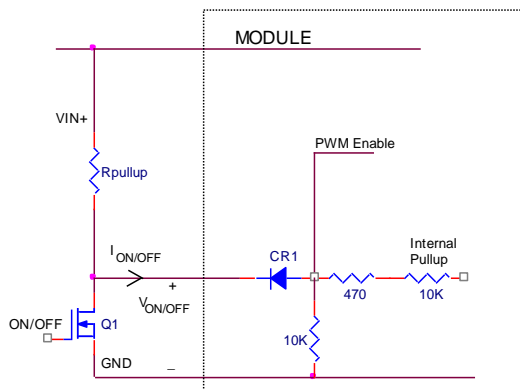 MODULE
VIN+
PWM Enable
Rpullup
I ON/OFF
CR1
Internal
Pullup
+
V ON/OFF
470
10K
ON/OFF
Q1
10K
GND
_